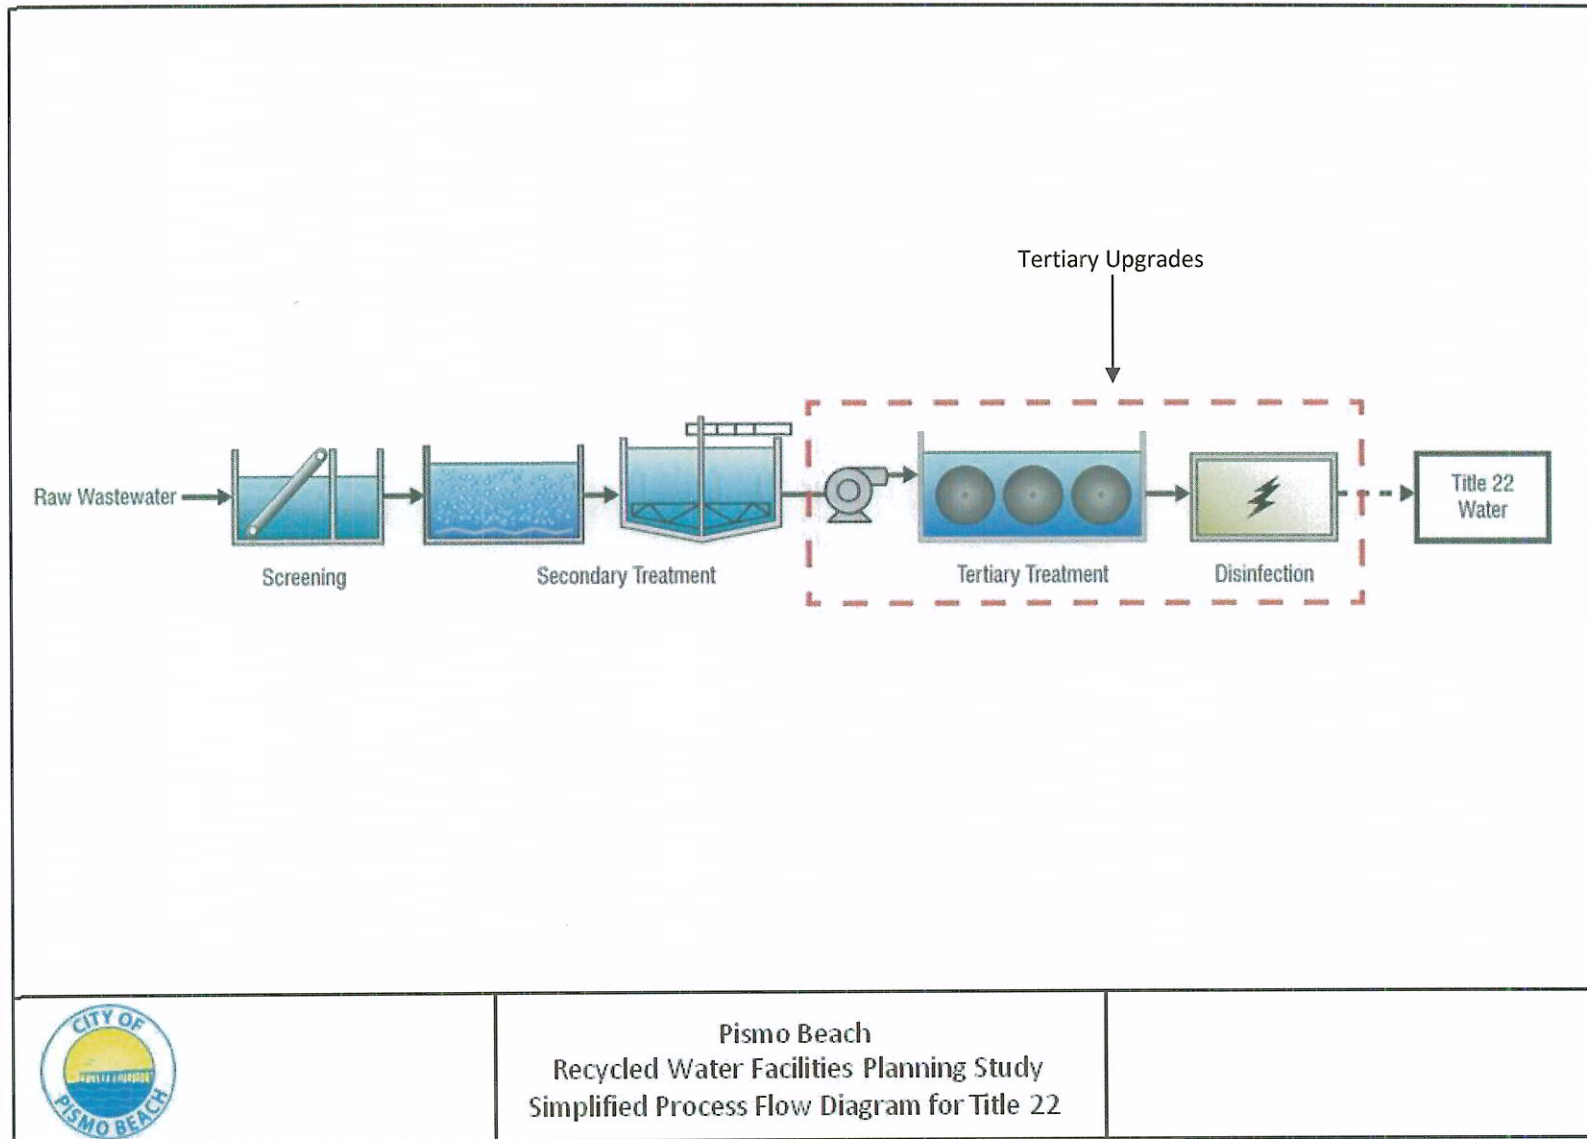 Tertiary Upgrades
Raw Wastewater
Screening
Secondary Treatment
Tertiary Treatment
Disinfection
Title 22
Water
CITY OF
PISMO BEACH
Pismo Beach
Recycled Water Facilities Planning Study
Simplified Process Flow Diagram for Title 22